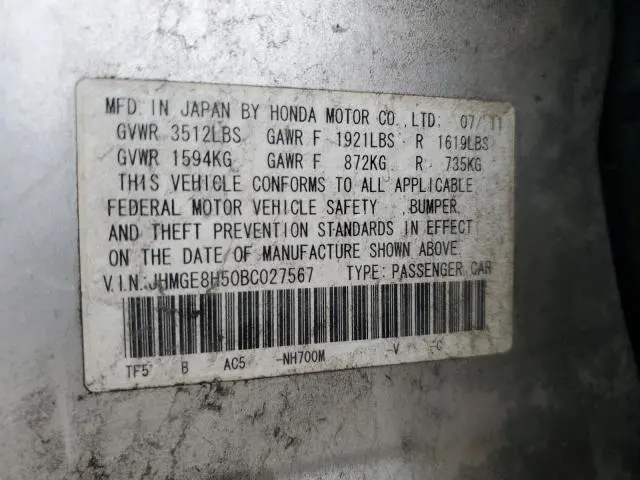 MFD. IN JAPAN BY HONDA MOTOR CO., LTD: 07/11
GVWR 3512LBS GAWR F 1921LBS R 1619LBS
GVWR 1594KG GAWR F 872KG R 735KG
THIS VEHICLE CONFORMS TO ALL APPLICABLE
FEDERAL MOTOR VEHICLE SAFETY ,BUMPER,
AND THEFT PREVENTION STANDARDS IN EFFECT
ON THE DATE OF MANUFACTURE SHOWN ABOVE.
V.I.N:JHMGE8H50BC027567 TYPE: PASSENGER CAR
TF5 B AC5 -NH700M -V -C